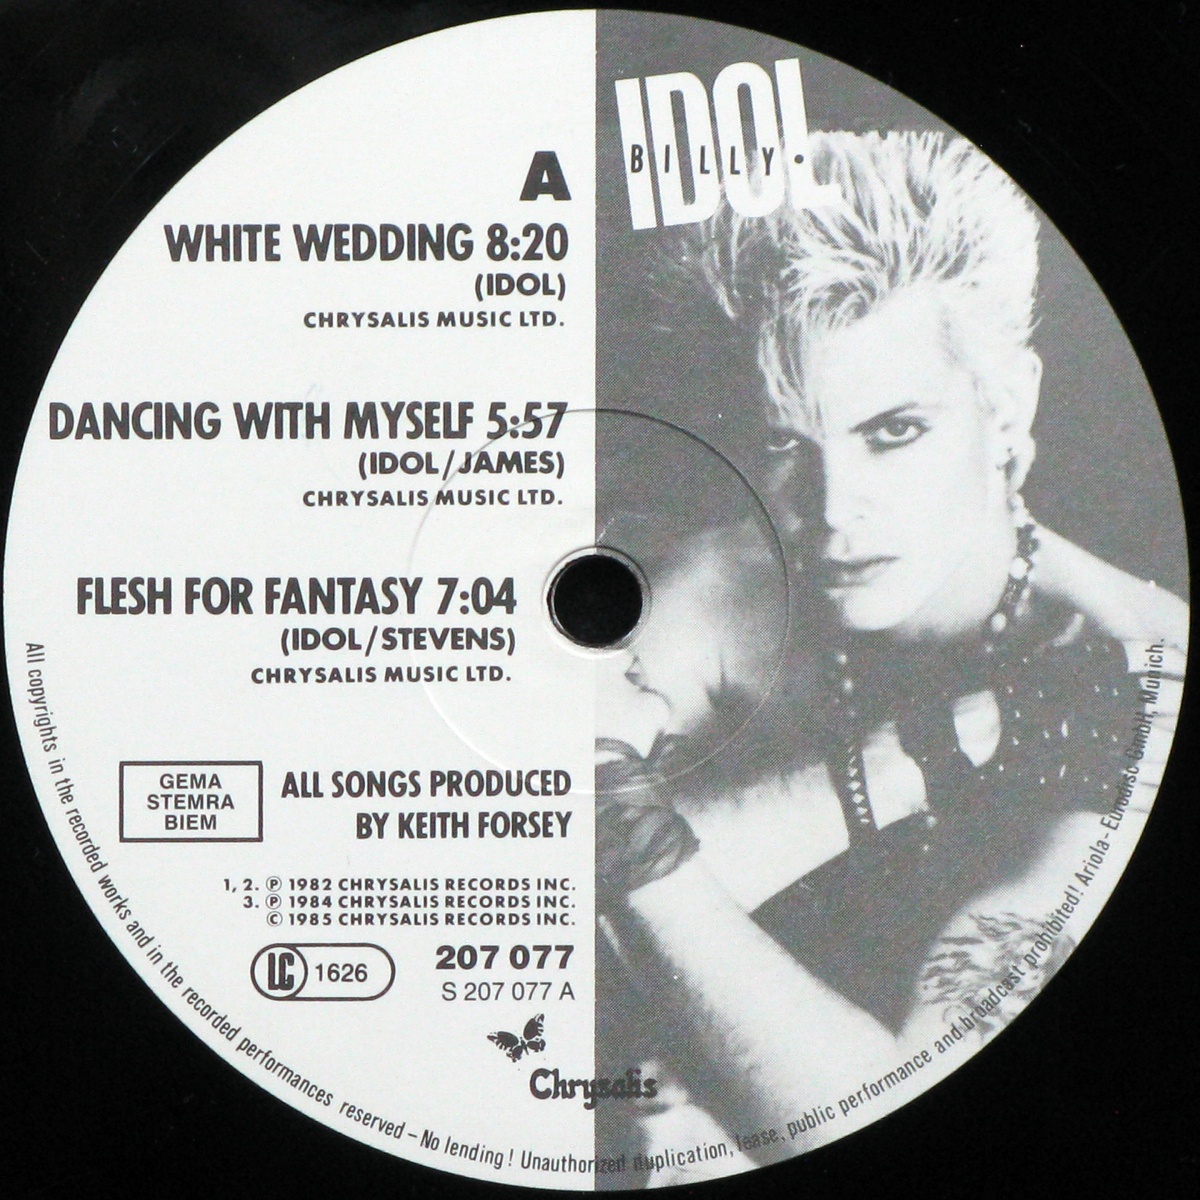 IDOL
BILLY•
A
WHITE WEDDING 8:20
(IDOL)
CHRYSALIS MUSIC LTD.
DANCING WITH MYSELF 5:57
(IDOL/JAMES)
CHRYSALIS MUSIC LTD.
FLESH FOR FANTASY 7:04
(IDOL/STEVENS)
CHRYSALIS MUSIC LTD.
GEMA
STEMRA
BIEM
ALL SONGS PRODUCED
BY KEITH FORSEY
1, 2. Ⓟ 1982 CHRYSALIS RECORDS INC.
3. Ⓟ 1984 CHRYSALIS RECORDS INC.
© 1985 CHRYSALIS RECORDS INC.
LC 1626
207 077
S 207 077 A
Chrysalis
All copyrights in the recorded works and in the recorded performances reserved – No lending! Unauthorized duplication, lease, public performance and broadcast prohibited! Ariola-Eurodisc GmbH, Munich.